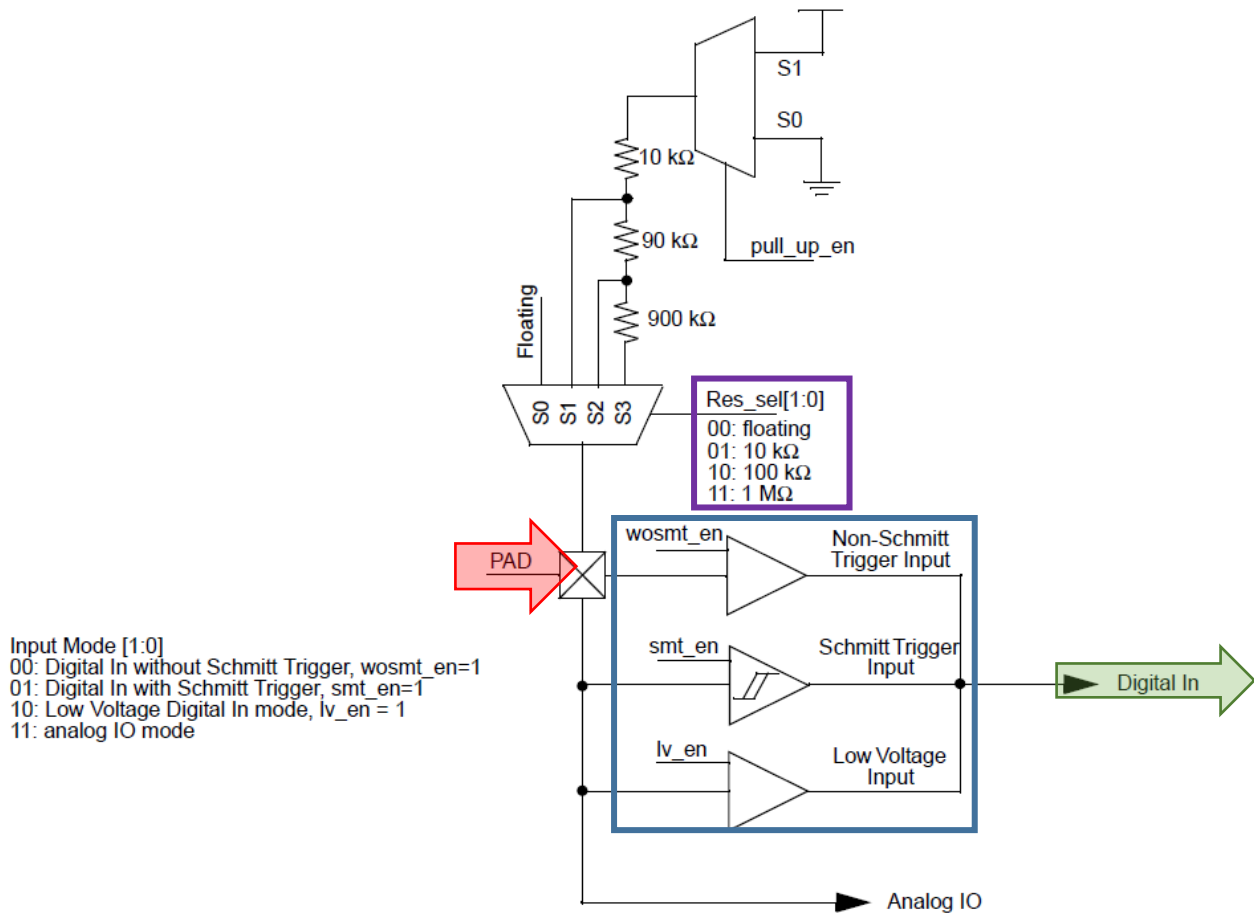 S1
S0
10 kΩ
90 kΩ
pull_up_en
900 kΩ
Floating
S0
S1
S2
S3
Res_sel[1:0]
00: floating
01: 10 kΩ
10: 100 kΩ
11: 1 MΩ
PAD
wosmt_en
Non-Schmitt
Trigger Input
smt_en
Schmitt Trigger
Input
Digital In
Input Mode [1:0]
00: Digital In without Schmitt Trigger, wosmt_en=1
01: Digital In with Schmitt Trigger, smt_en=1
10: Low Voltage Digital In mode, lv_en = 1
11: analog IO mode
lv_en
Low Voltage
Input
Analog IO